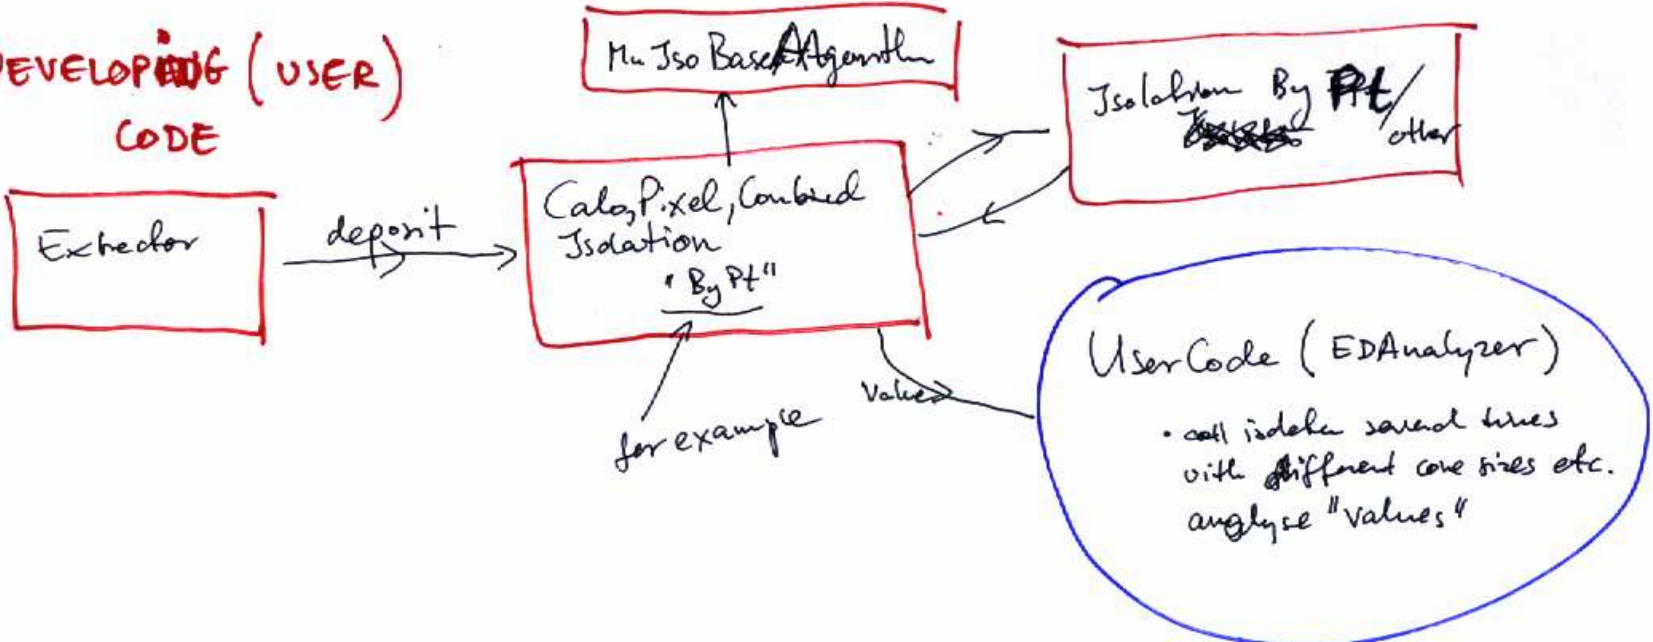 DEVELOPING (USER)
CODE
Mu Iso BaseAlgorithm
Isolation By Pt/
other
Extractor
deposit
Calo,Pixel,Combined
Isolation
"By Pt"
for example
Values
UserCode (EDAnalyzer)
• call isolation several times
with different cone sizes etc.
analyse "values"